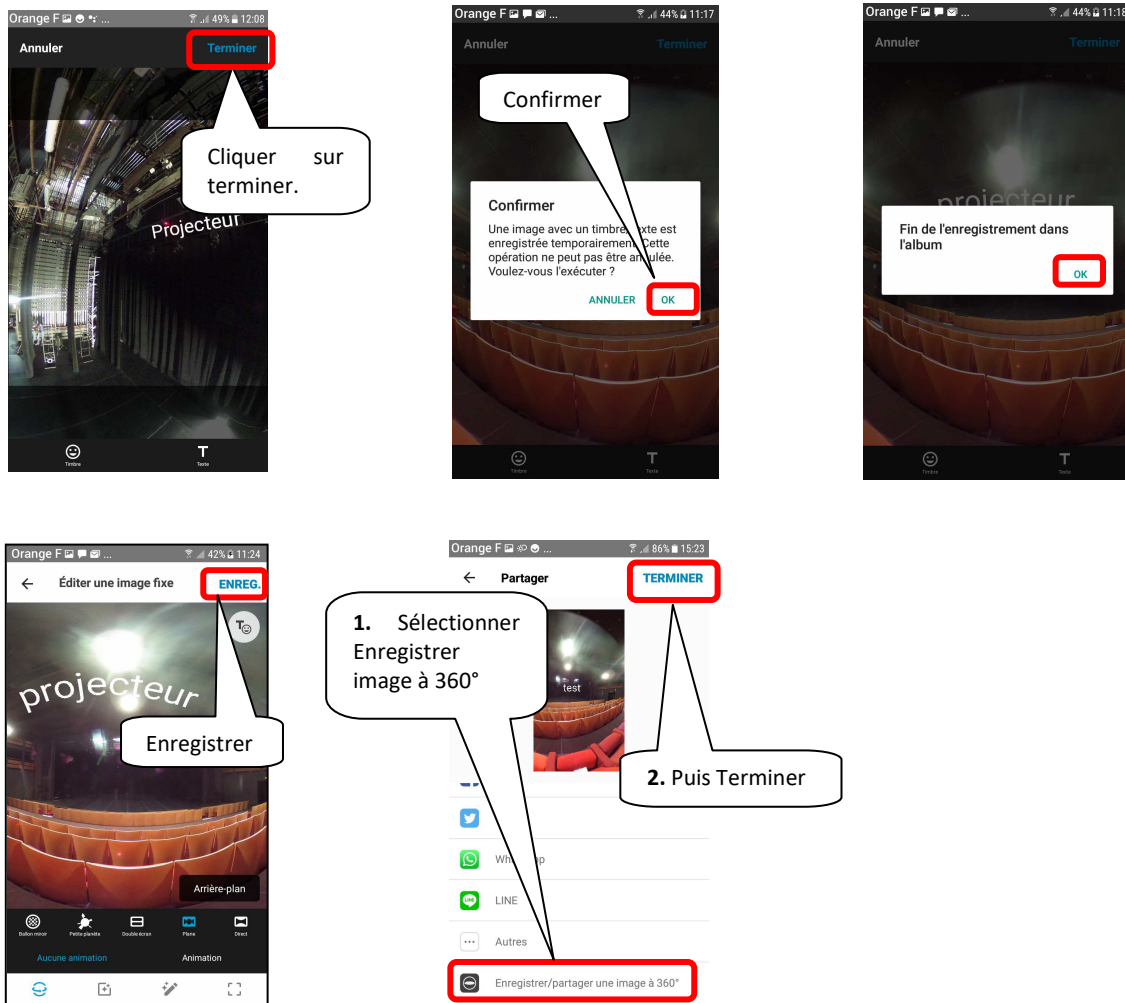 Orange F ... 49% 12:08
Annuler Terminer
Cliquer sur
terminer.
Projecteur
Timbre Texte
Orange F ... 44% 11:17
Annuler Terminer
Confirmer
Confirmer
Une image avec un timbre/texte est
enregistrée temporairement. Cette
opération ne peut pas être annulée.
Voulez-vous l'exécuter ?
ANNULER OK
Timbre Texte
Orange F ... 44% 11:18
Annuler Terminer
projecteur
Fin de l'enregistrement dans
l'album
OK
Timbre Texte
Orange F ... 42% 11:24
Éditer une image fixe ENREG.
T
projecteur
Enregistrer
Arrière-plan
Ballon miroir Petite planète Double écran Plane Direct
Aucune animation Animation
Orange F ... 86% 15:23
Partager TERMINER
1. Sélectionner
Enregistrer
image à 360°
test
2. Puis Terminer
LINE
Autres
Enregistrer/partager une image à 360°